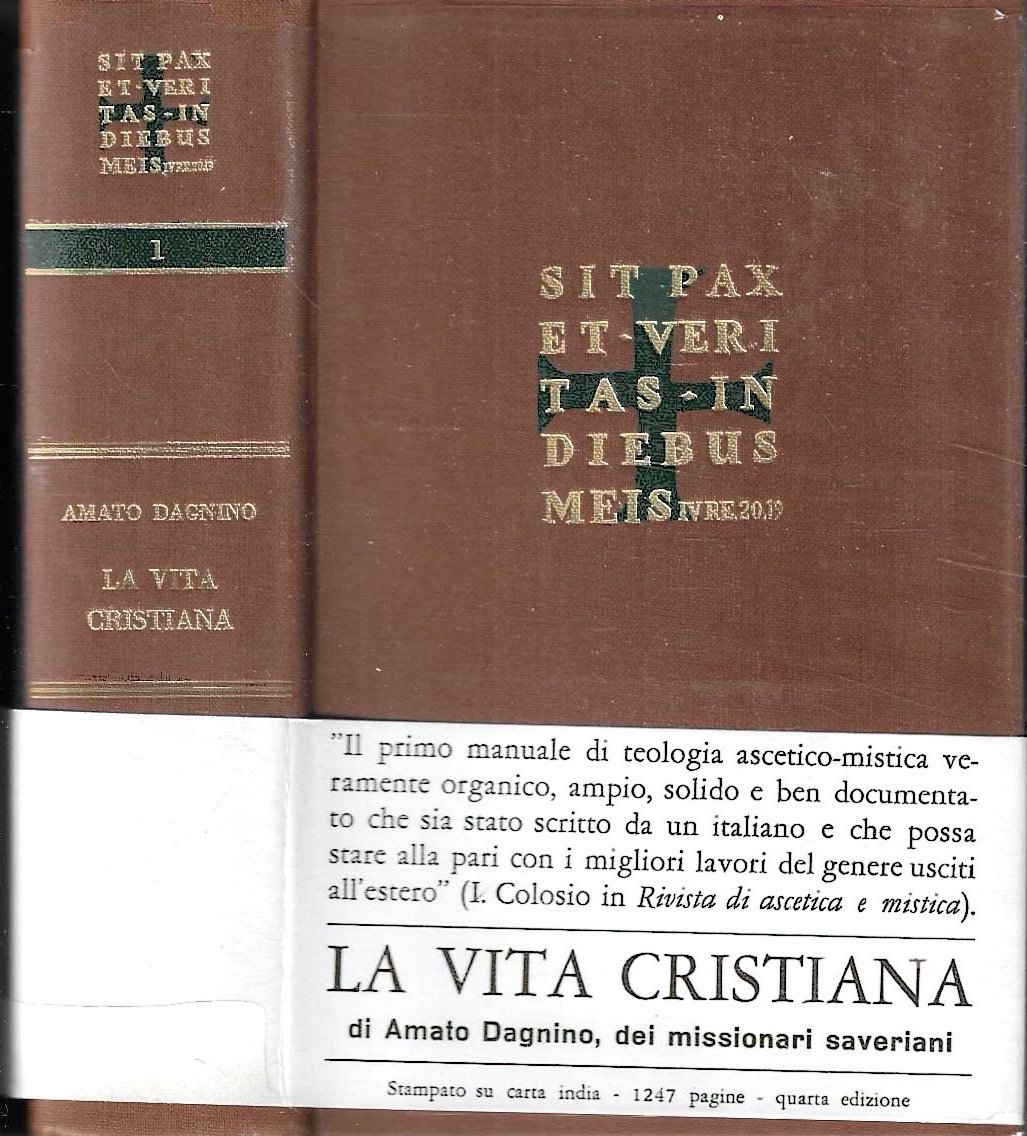 SIT PAX
ET·VERI
TAS-IN
DIEBUS
MEIS IVRE.20,19
1
AMATO DAGNINO
LA VITA
CRISTIANA
SIT PAX
ET·VERI
TAS-IN
DIEBUS
MEIS IVRE.20,19
"Il primo manuale di teologia ascetico-mistica ve-
ramente organico, ampio, solido e ben documenta-
to che sia stato scritto da un italiano e che possa
stare alla pari con i migliori lavori del genere usciti
all'estero" (I. Colosio in Rivista di ascetica e mistica).
LA VITA CRISTIANA
di Amato Dagnino, dei missionari saveriani
Stampato su carta india - 1247 pagine - quarta edizione